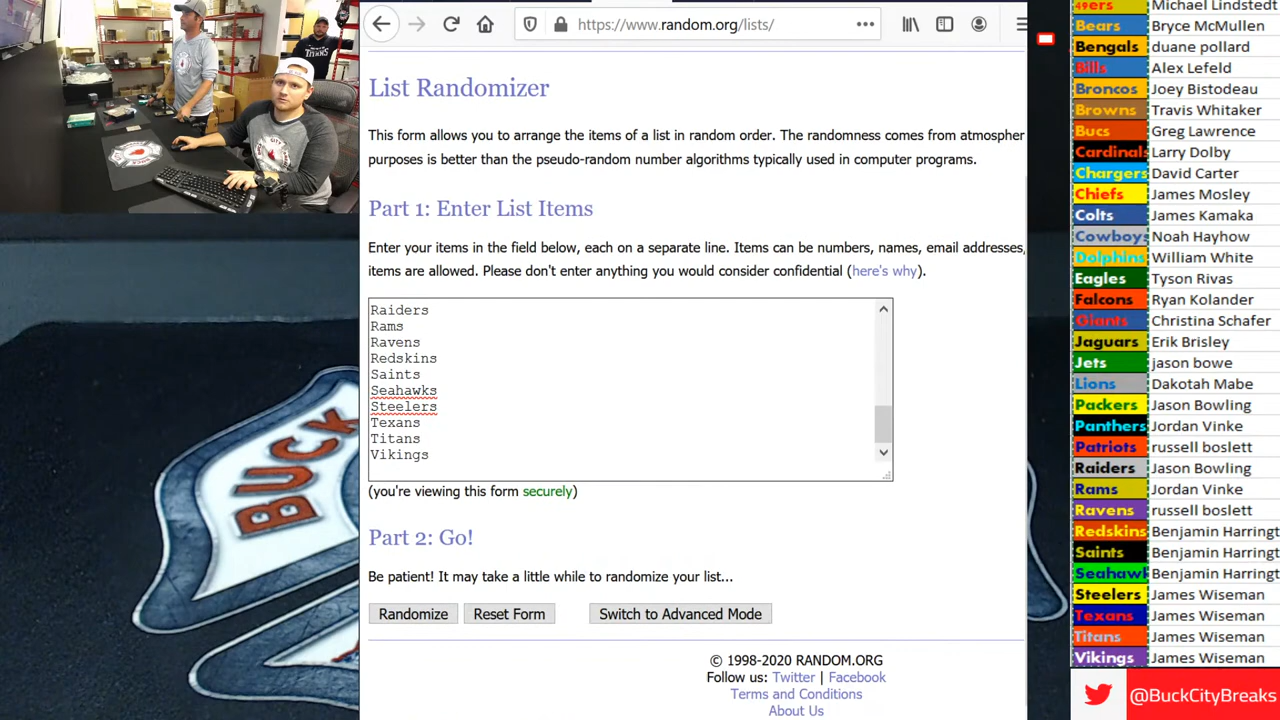 https://www.random.org/lists/
List Randomizer
This form allows you to arrange the items of a list in random order. The randomness comes from atmospher
purposes is better than the pseudo-random number algorithms typically used in computer programs.
Part 1: Enter List Items
Enter your items in the field below, each on a separate line. Items can be numbers, names, email addresses,
items are allowed. Please don't enter anything you would consider confidential (here's why).
Raiders
Rams
Ravens
Redskins
Saints
Seahawks
Steelers
Texans
Titans
Vikings
(you're viewing this form securely)
Part 2: Go!
Be patient! It may take a little while to randomize your list...
Randomize Reset Form Switch to Advanced Mode
© 1998-2020 RANDOM.ORG
Follow us: Twitter | Facebook
Terms and Conditions
About Us
49ers Michael Lindstedt
Bears Bryce McMullen
Bengals duane pollard
Bills Alex Lefeld
Broncos Joey Bistodeau
Browns Travis Whitaker
Bucs Greg Lawrence
Cardinals Larry Dolby
Chargers David Carter
Chiefs James Mosley
Colts James Kamaka
Cowboys Noah Hayhow
Dolphins William White
Eagles Tyson Rivas
Falcons Ryan Kolander
Giants Christina Schafer
Jaguars Erik Brisley
Jets jason bowe
Lions Dakotah Mabe
Packers Jason Bowling
Panthers Jordan Vinke
Patriots russell boslett
Raiders Jason Bowling
Rams Jordan Vinke
Ravens russell boslett
Redskins Benjamin Harringt
Saints Benjamin Harringt
Seahawk Benjamin Harringt
Steelers James Wiseman
Texans James Wiseman
Titans James Wiseman
Vikings James Wiseman
@BuckCityBreaks
BUCK
TITANS